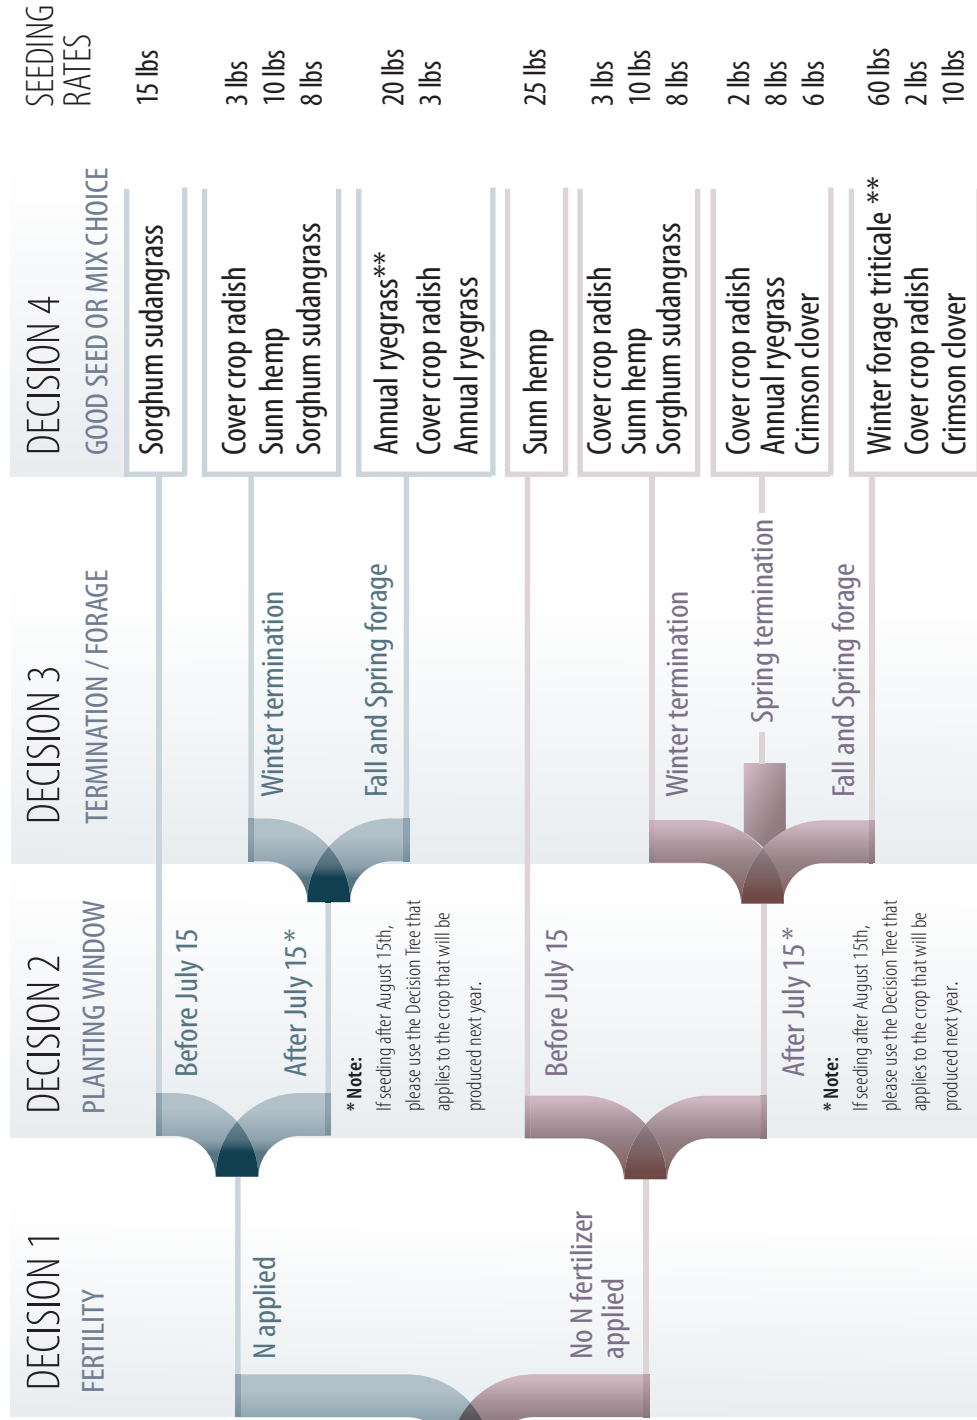 DECISION 1
FERTILITY
DECISION 2
PLANTING WINDOW
DECISION 3
TERMINATION / FORAGE
DECISION 4
GOOD SEED OR MIX CHOICE
SEEDING
RATES
N applied
Before July 15
Sorghum sudangrass
15 lbs
After July 15*
* Note:
If seeding after August 15th,
please use the Decision Tree that
applies to the crop that will be
produced next year.
Winter termination
Cover crop radish
3 lbs
Sunn hemp
10 lbs
Sorghum sudangrass
8 lbs
Fall and Spring forage
Annual ryegrass**
20 lbs
Cover crop radish
3 lbs
Annual ryegrass
No N fertilizer
applied
Before July 15
Sunn hemp
25 lbs
After July 15*
* Note:
If seeding after August 15th,
please use the Decision Tree that
applies to the crop that will be
produced next year.
Winter termination
Cover crop radish
3 lbs
Sunn hemp
10 lbs
Sorghum sudangrass
8 lbs
Spring termination
Cover crop radish
2 lbs
Annual ryegrass
8 lbs
Crimson clover
6 lbs
Fall and Spring forage
Winter forage triticale **
60 lbs
Cover crop radish
2 lbs
Crimson clover
10 lbs